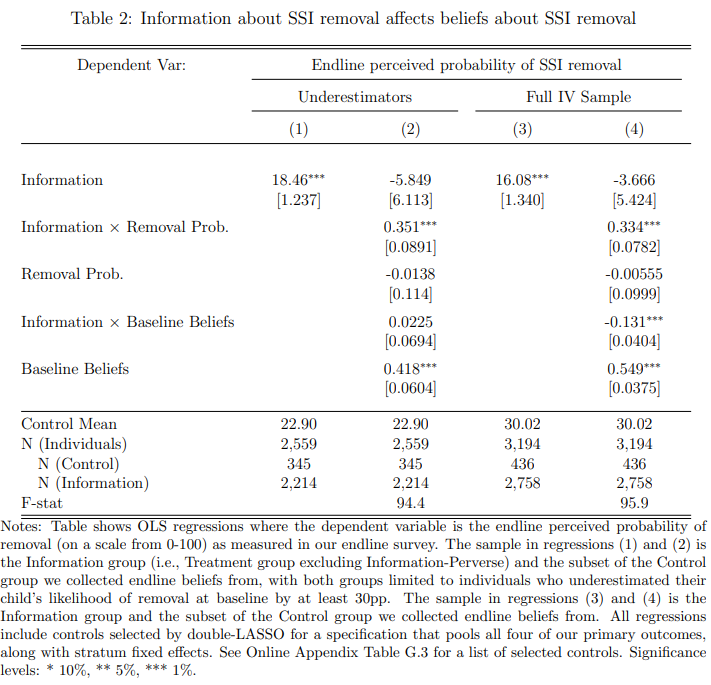 Table 2: Information about SSI removal affects beliefs about SSI removal
Dependent Var: Endline perceived probability of SSI removal
Underestimators Full IV Sample
(1) (2) (3) (4)
Information 18.46*** -5.849 16.08*** -3.666
[1.237] [6.113] [1.340] [5.424]
Information × Removal Prob. 0.351*** 0.334***
[0.0891] [0.0782]
Removal Prob. -0.0138 -0.00555
[0.114] [0.0999]
Information × Baseline Beliefs 0.0225 -0.131***
[0.0694] [0.0404]
Baseline Beliefs 0.418*** 0.549***
[0.0604] [0.0375]
Control Mean 22.90 22.90 30.02 30.02
N (Individuals) 2,559 2,559 3,194 3,194
N (Control) 345 345 436 436
N (Information) 2,214 2,214 2,758 2,758
F-stat 94.4 95.9
Notes: Table shows OLS regressions where the dependent variable is the endline perceived probability of
removal (on a scale from 0-100) as measured in our endline survey. The sample in regressions (1) and (2) is
the Information group (i.e., Treatment group excluding Information-Perverse) and the subset of the Control
group we collected endline beliefs from, with both groups limited to individuals who underestimated their
child's likelihood of removal at baseline by at least 30pp. The sample in regressions (3) and (4) is the
Information group and the subset of the Control group we collected endline beliefs from. All regressions
include controls selected by double-LASSO for a specification that pools all four of our primary outcomes,
along with stratum fixed effects. See Online Appendix Table G.3 for a list of selected controls. Significance
levels: * 10%, ** 5%, *** 1%.